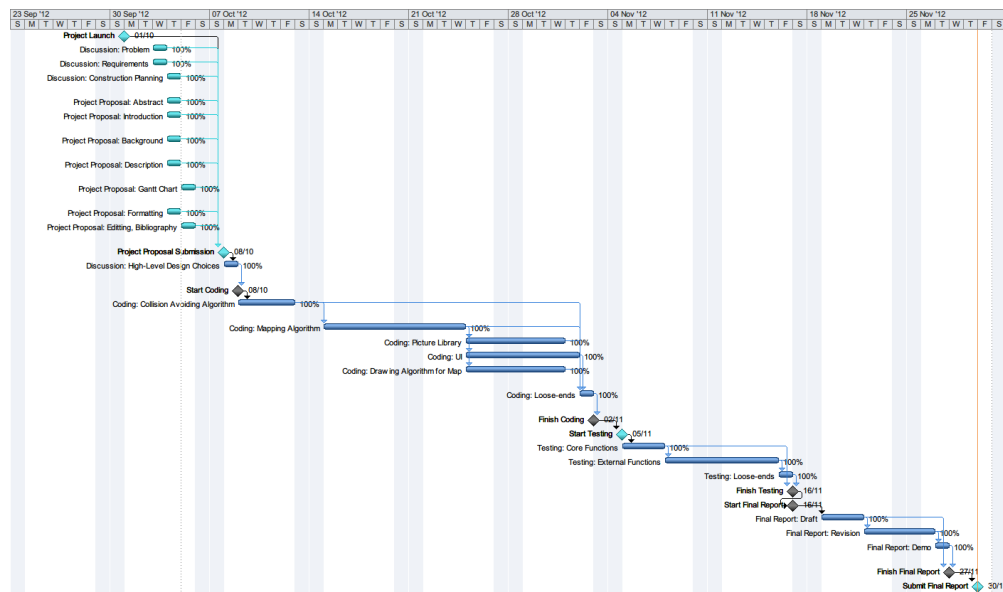 23 Sep '12 30 Sep '12 07 Oct '12 14 Oct '12 21 Oct '12 28 Oct '12 04 Nov '12 11 Nov '12 18 Nov '12 25 Nov '12
S M T W T F S S M T W T F S S M T W T F S S M T W T F S S M T W T F S S M T W T F S S M T W T F S S M T W T F S S M T W T F S S M T W T F S
Project Launch 01/10
Discussion: Problem 100%
Discussion: Requirements 100%
Discussion: Construction Planning 100%
Project Proposal: Abstract 100%
Project Proposal: Introduction 100%
Project Proposal: Background 100%
Project Proposal: Description 100%
Project Proposal: Gantt Chart 100%
Project Proposal: Formatting 100%
Project Proposal: Editting, Bibliography 100%
Project Proposal Submission 08/10
Discussion: High-Level Design Choices 100%
Start Coding 08/10
Coding: Collision Avoiding Algorithm 100%
Coding: Mapping Algorithm 100%
Coding: Picture Library 100%
Coding: UI 100%
Coding: Drawing Algorithm for Map 100%
Coding: Loose-ends 100%
Finish Coding 02/11
Start Testing 05/11
Testing: Core Functions 100%
Testing: External Functions 100%
Testing: Loose-ends 100%
Finish Testing 16/11
Start Final Report 16/11
Final Report: Draft 100%
Final Report: Revision 100%
Final Report: Demo 100%
Finish Final Report 27/11
Submit Final Report 30/1